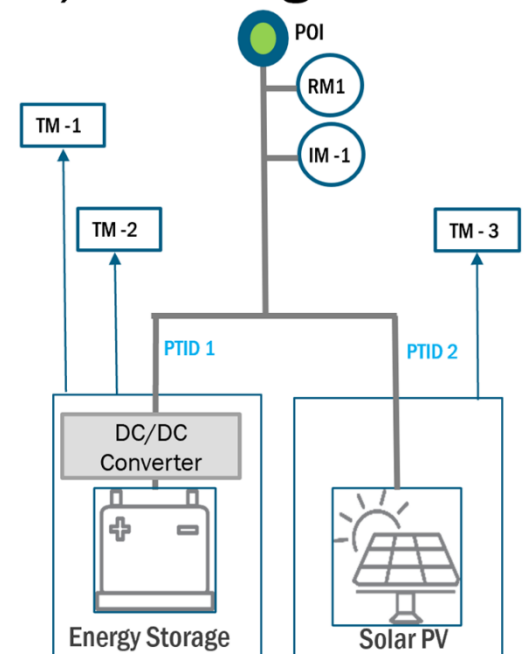 POI
RM1
IM -1
TM -1
TM -2
TM - 3
PTID 1
PTID 2
DC/DC
Converter
Energy Storage
Solar PV